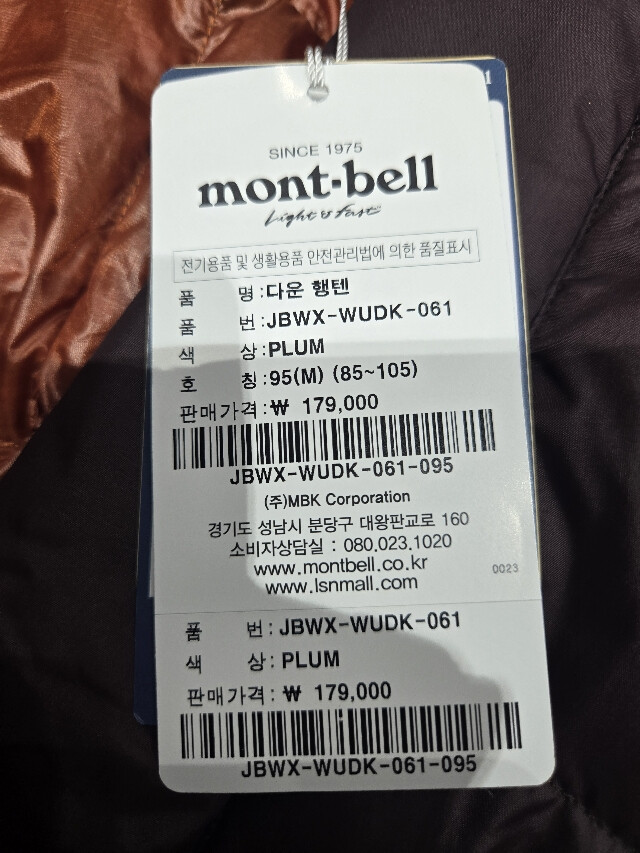 SINCE 1975
mont-bell
Light & Fast
전기용품 및 생활용품 안전관리법에 의한 품질표시
품 명 : 다운 행텐
품 번 : JBWX-WUDK-061
색 상 : PLUM
호 칭 : 95(M) (85~105)
판매가격 : ₩ 179,000
JBWX-WUDK-061-095
(주)MBK Corporation
경기도 성남시 분당구 대왕판교로 160
소비자상담실 : 080.023.1020
www.montbell.co.kr
0023
www.lsnmall.com
품 번 : JBWX-WUDK-061
색 상 : PLUM
판매가격 : ₩ 179,000
JBWX-WUDK-061-095